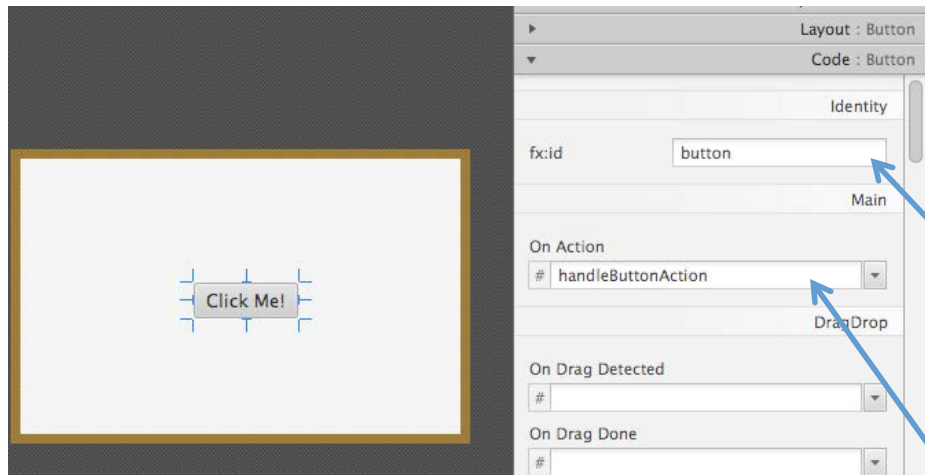 Layout : Button
Code : Button
Identity
fx:id button
Main
On Action
# handleButtonAction
DragDrop
On Drag Detected
#
On Drag Done
#
Click Me!